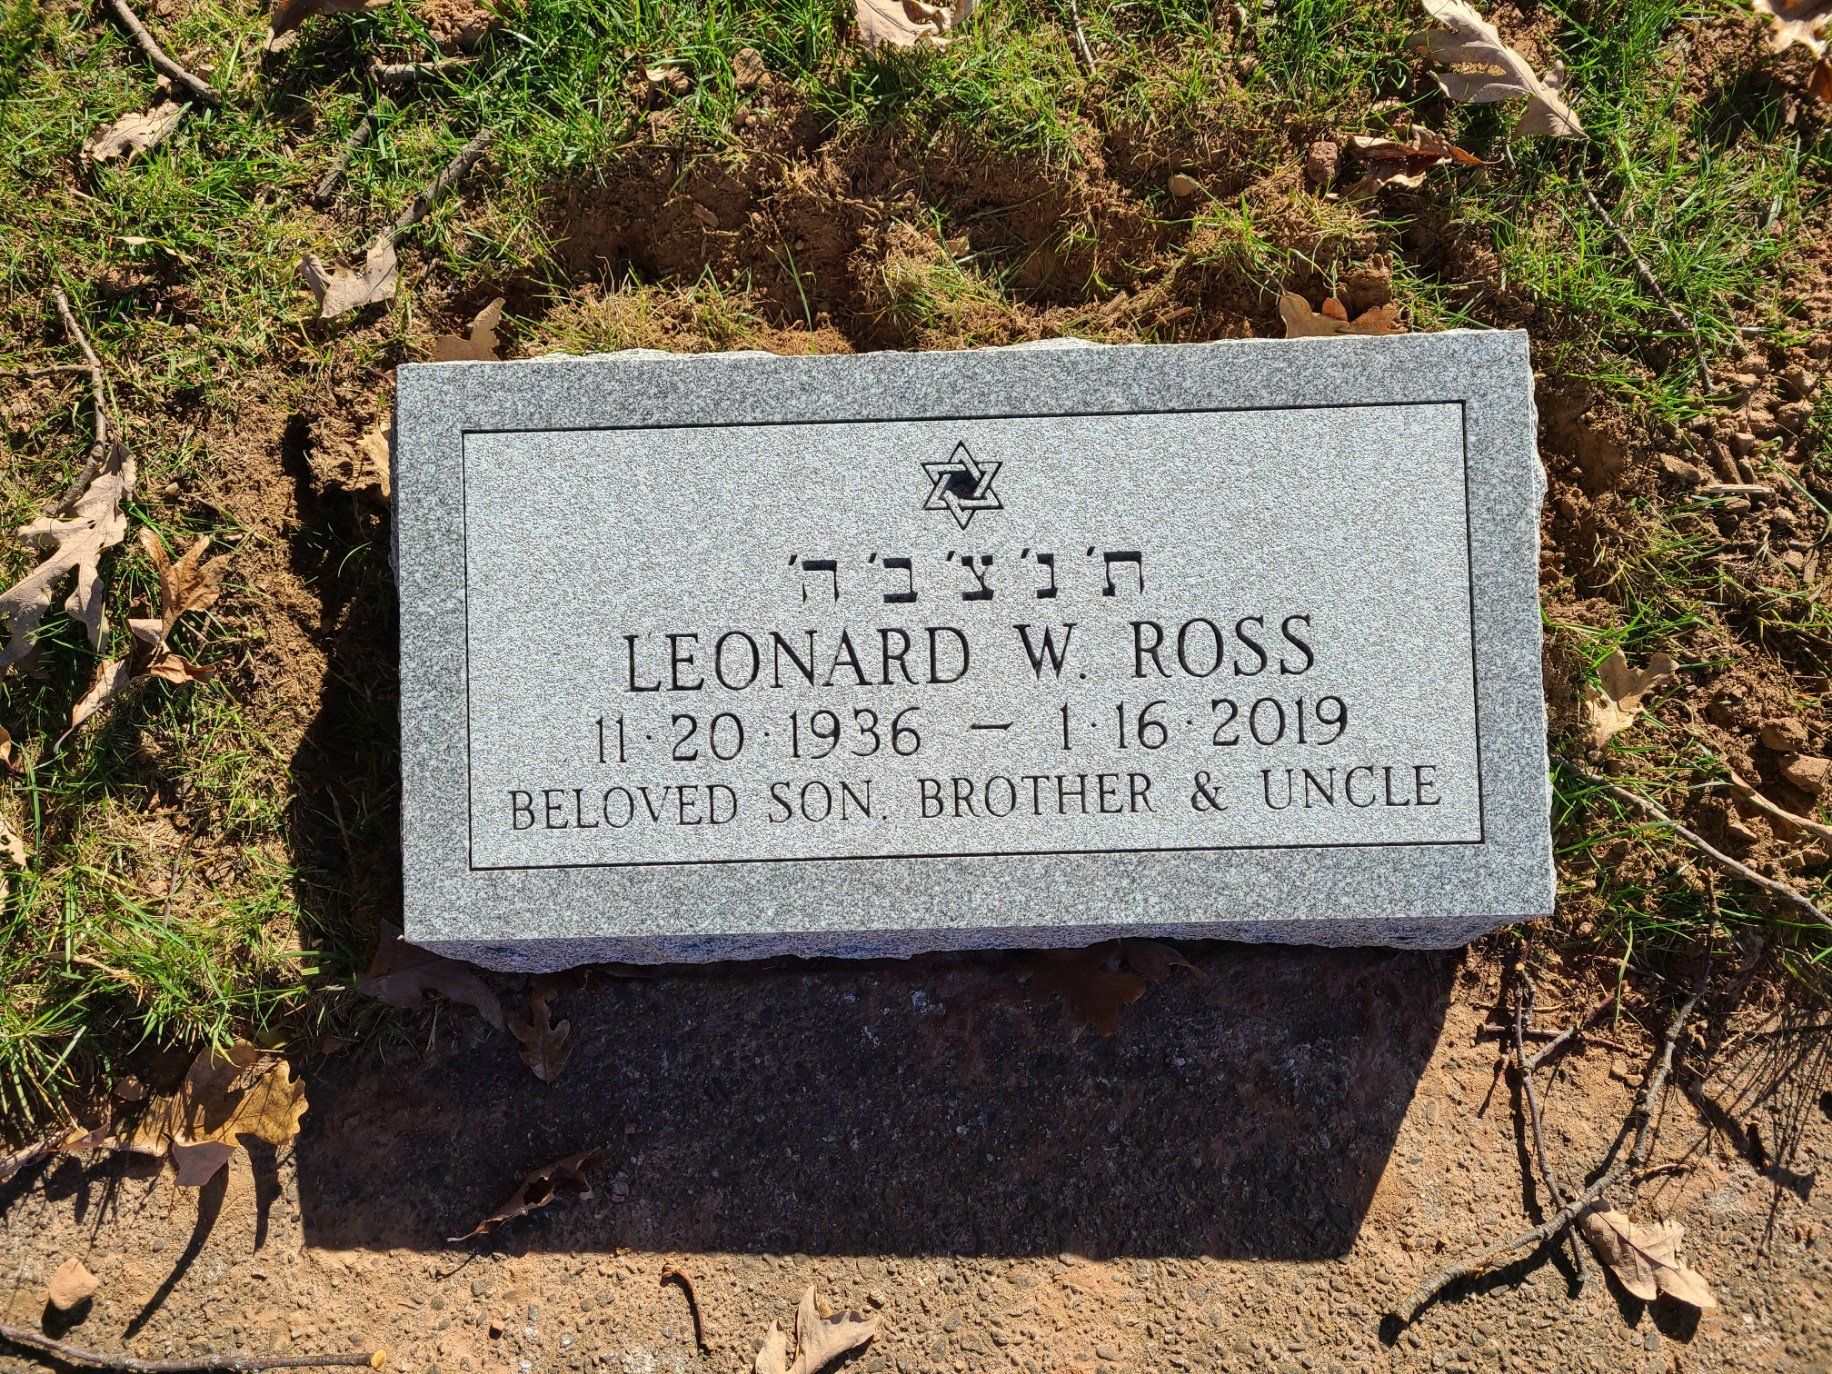 ת' נ' צ' ב' ה'
LEONARD W. ROSS
11·20·1936 – 1·16·2019
BELOVED SON, BROTHER & UNCLE